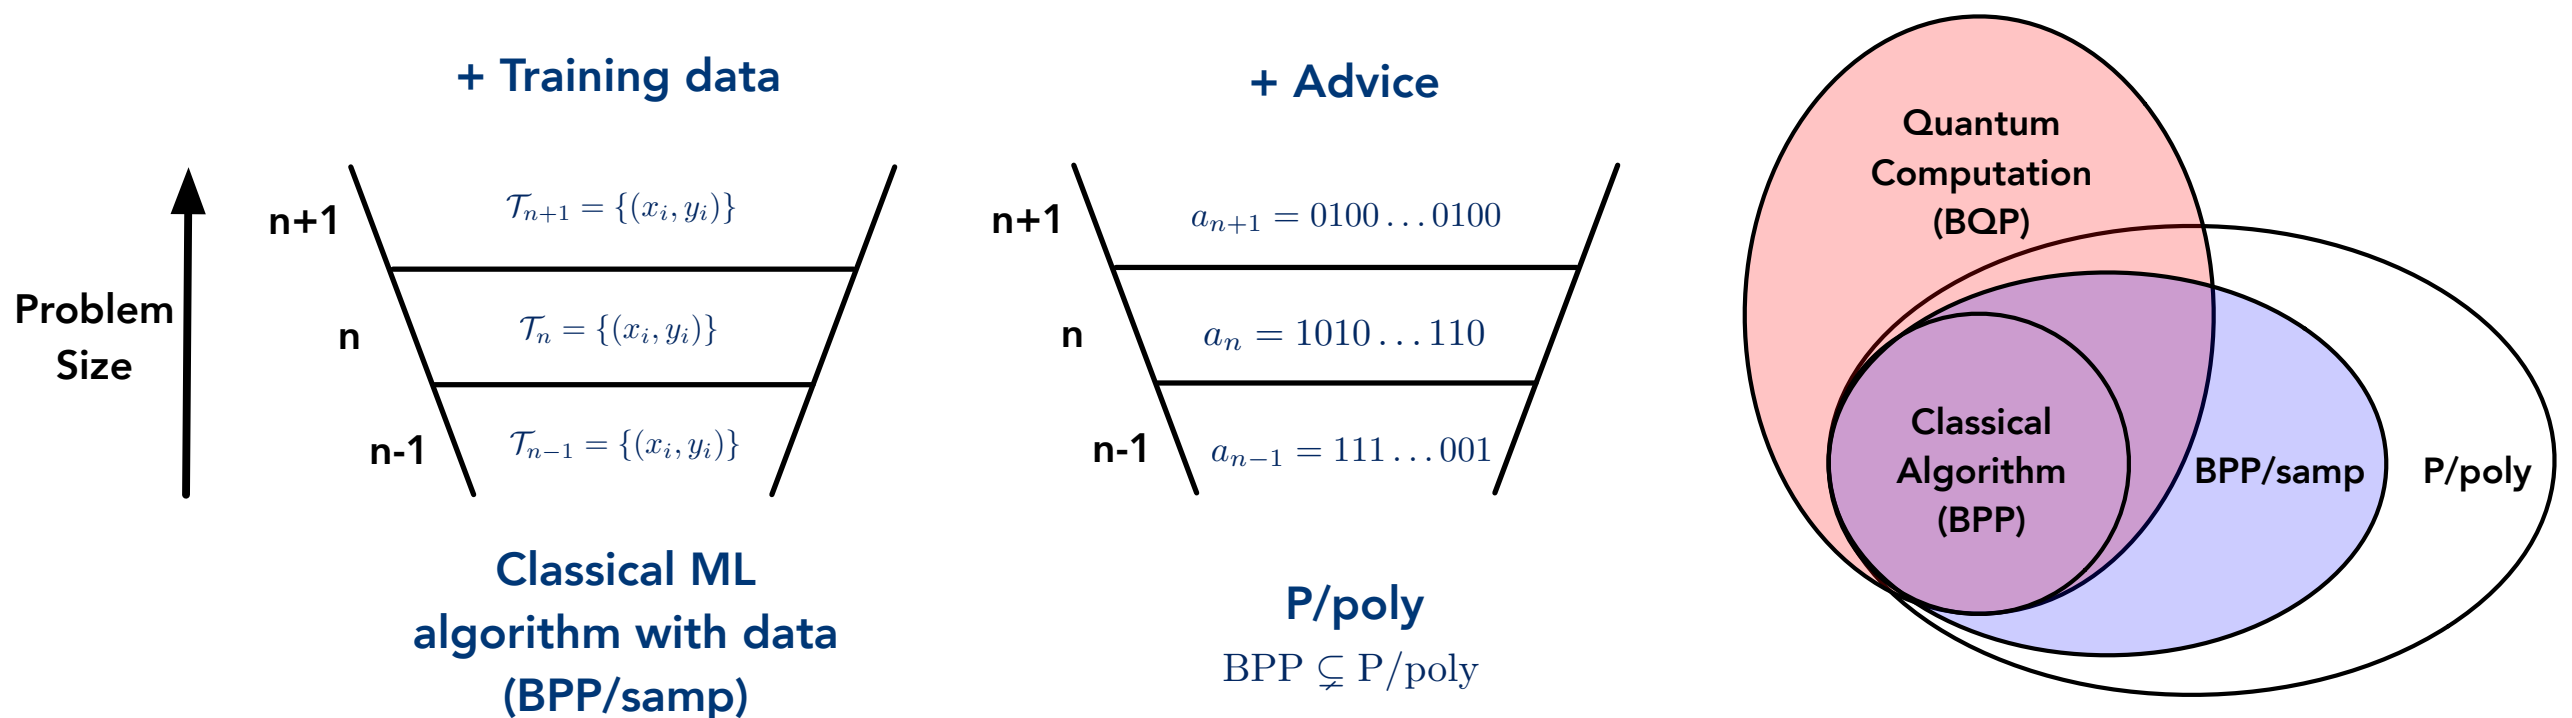 + Training data
Problem
Size
n+1
𝒯ₙ₊₁ = {(xᵢ, yᵢ)}
n
𝒯ₙ = {(xᵢ, yᵢ)}
n-1
𝒯ₙ₋₁ = {(xᵢ, yᵢ)}
Classical ML
algorithm with data
(BPP/samp)
+ Advice
n+1
aₙ₊₁ = 0100…0100
n
aₙ = 1010…110
n-1
aₙ₋₁ = 111…001
P/poly
BPP ⊊ P/poly
Quantum
Computation
(BQP)
Classical
Algorithm
(BPP)
BPP/samp
P/poly